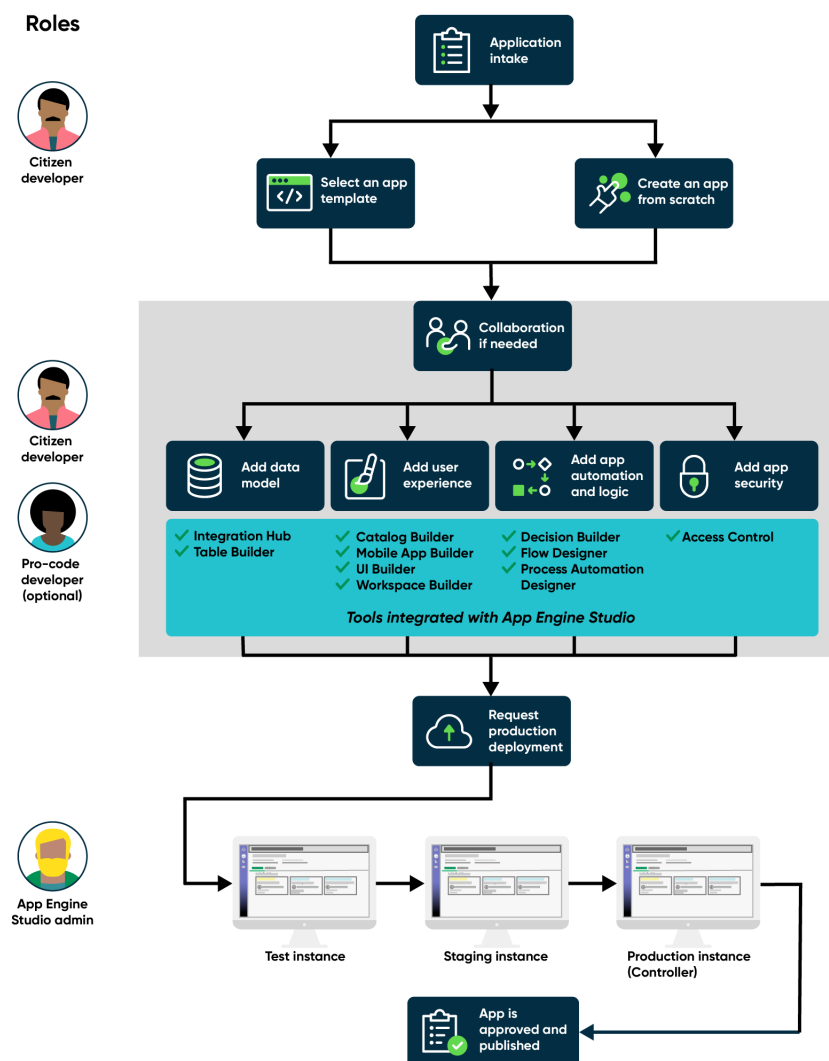 Roles
Application
intake
Citizen
developer
Select an app
template
Create an app
from scratch
Collaboration
if needed
Citizen
developer
Add data
model
Add user
experience
Add app
automation
and logic
Add app
security
Pro-code
developer
(optional)
Integration Hub
Table Builder
Catalog Builder
Mobile App Builder
UI Builder
Workspace Builder
Decision Builder
Flow Designer
Process Automation
Designer
Access Control
Tools integrated with App Engine Studio
Request
production
deployment
App Engine
Studio admin
Test instance
Staging instance
Production instance
(Controller)
App is
approved and
published